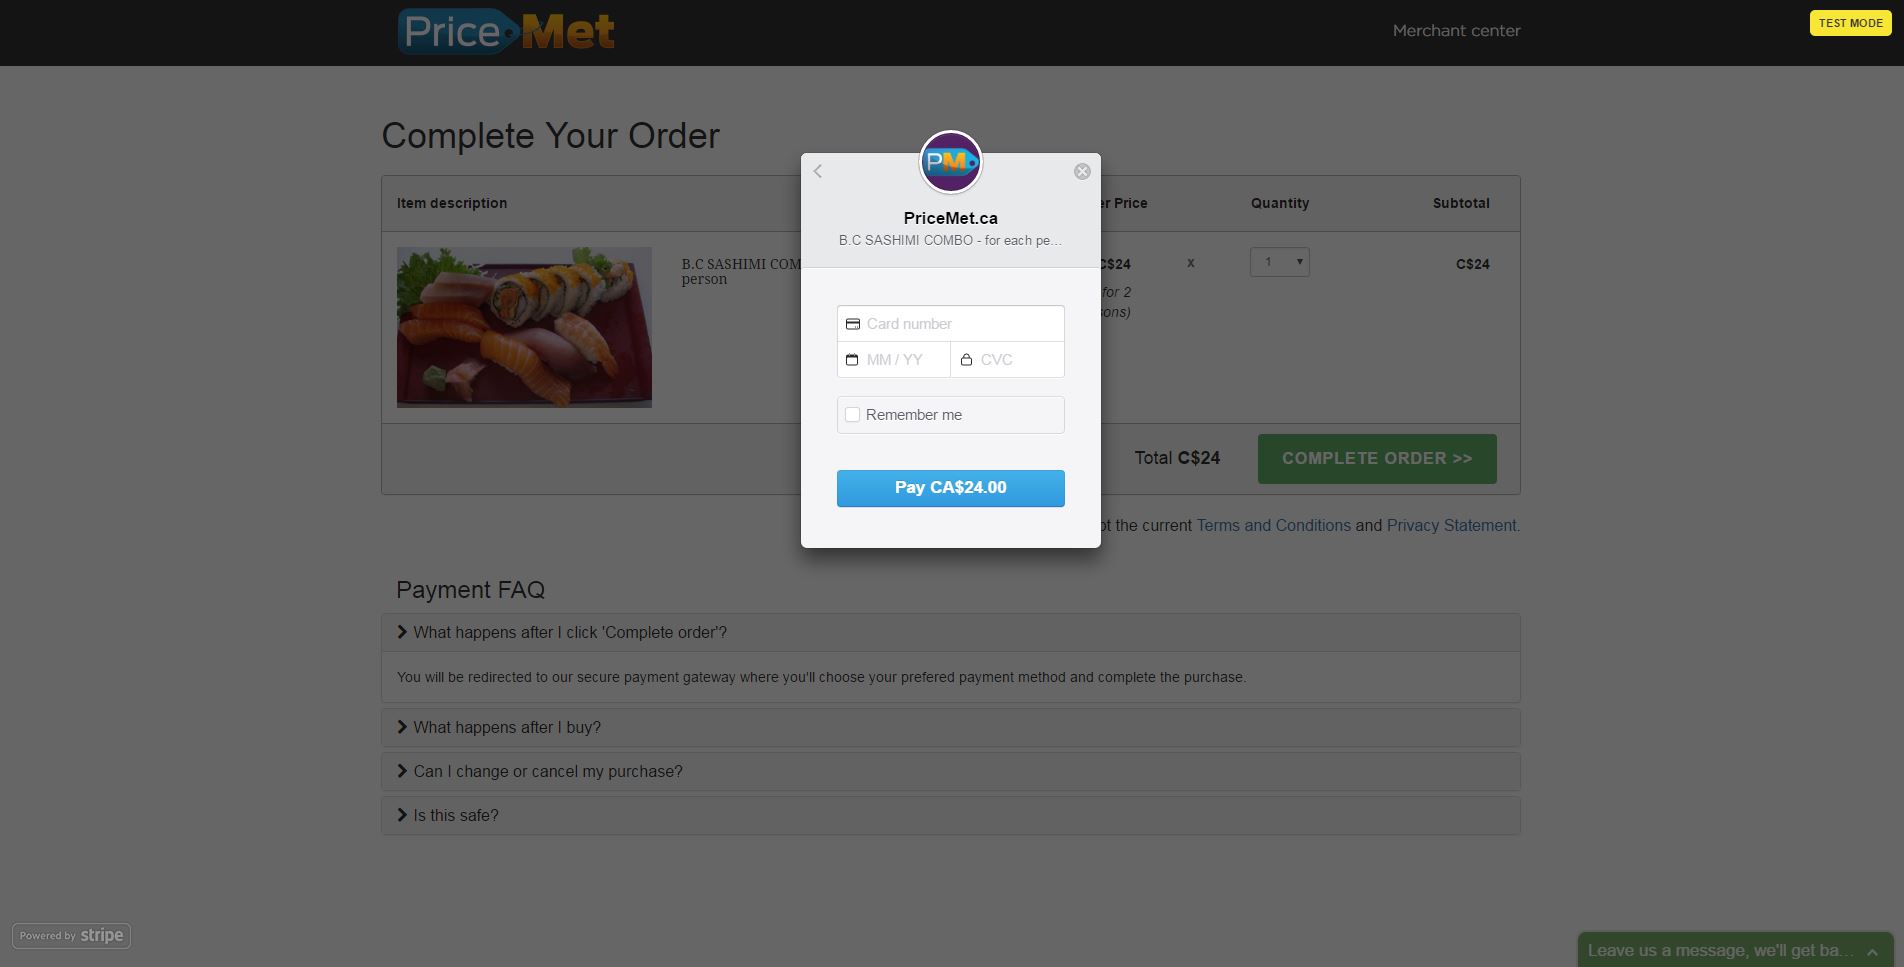 Price Met
Merchant center
TEST MODE
Complete Your Order
Item description
er Price
Quantity
Subtotal
PM
PriceMet.ca
B.C SASHIMI COMBO - for each pe...
B.C SASHIMI COM
person
C$24
for 2
sons)
x
1
C$24
Card number
MM / YY
CVC
Remember me
Pay CA$24.00
Total C$24
COMPLETE ORDER >>
pt the current Terms and Conditions and Privacy Statement.
Payment FAQ
What happens after I click 'Complete order'?
You will be redirected to our secure payment gateway where you'll choose your prefered payment method and complete the purchase.
What happens after I buy?
Can I change or cancel my purchase?
Is this safe?
Powered by stripe
Leave us a message, we'll get ba...